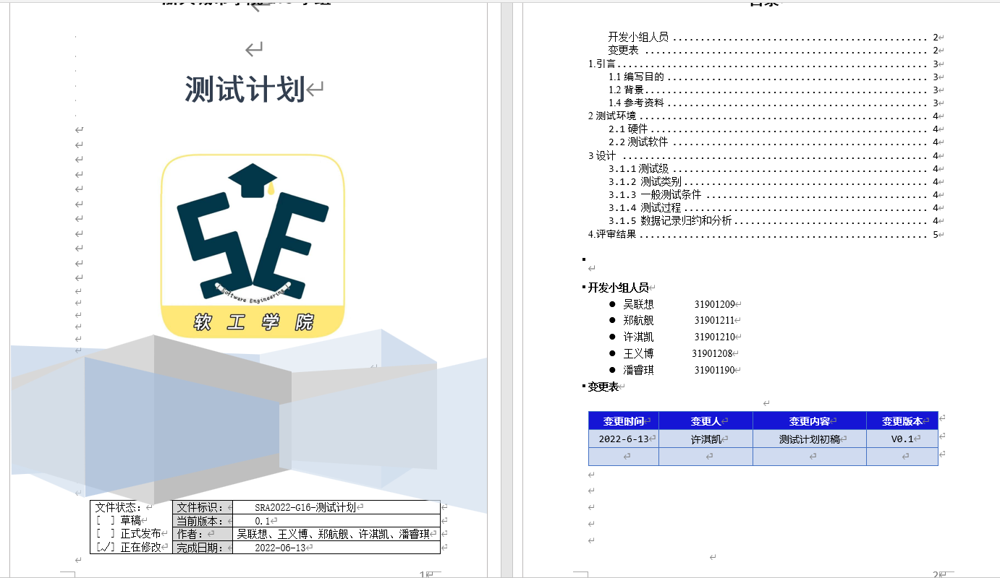 测试计划
SE
Software Engineering
软工学院
文件状态：
[ ] 草稿
[ ] 正式发布
[√] 正在修改
文件标识： SRA2022-G16-测试计划
当前版本： 0.1
作者： 吴联想、王义博、郑航舰、许淇凯、潘睿琪
完成日期： 2022-06-13
1
目录
开发小组人员 2
变更表 2
1.引言 3
1.1 编写目的 3
1.2 背景 3
1.4 参考资料 3
2 测试环境 4
2.1 硬件 4
2.2 测试软件 4
3 设计 4
3.1.1 测试级 4
3.1.2 测试类别 4
3.1.3 一般测试条件 4
3.1.4 测试过程 4
3.1.5 数据记录归约和分析 4
4.评审结果 5
开发小组人员
吴联想 31901209
郑航舰 31901211
许淇凯 31901210
王义博 31901208
潘睿琪 31901190
变更表
变更时间 变更人 变更内容 变更版本
2022-6-13 许淇凯 测试计划初稿 V0.1
2